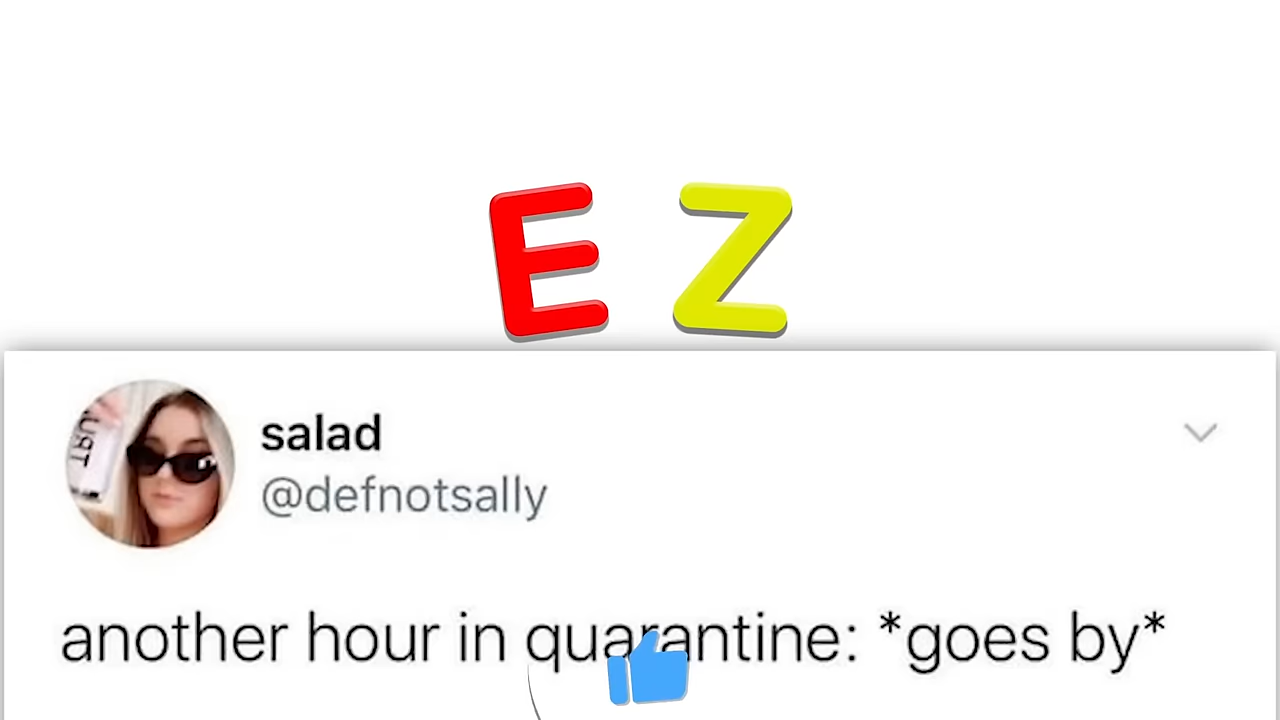 E Z
salad
@defnotsally
another hour in quarantine: *goes by*